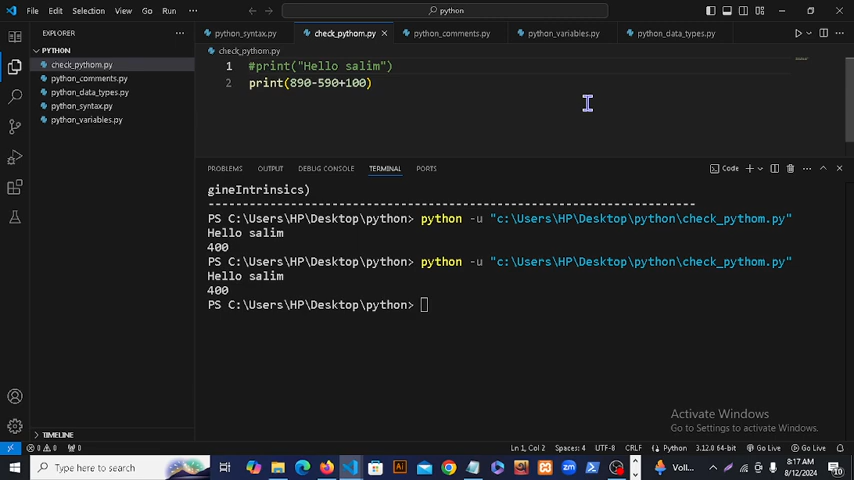 File Edit Selection View Go Run ··· python
EXPLORER ···
PYTHON
check_pythom.py
python_comments.py
python_data_types.py
python_syntax.py
python_variables.py
TIMELINE
python_syntax.py check_pythom.py python_comments.py python_variables.py python_data_types.py
check_pythom.py
1 #print("Hello salim")
2 print(890-590+100)
PROBLEMS OUTPUT DEBUG CONSOLE TERMINAL PORTS Code
gineIntrinsics)
--------------------------------------------------------------
PS C:\Users\HP\Desktop\python> python -u "c:\Users\HP\Desktop\python\check_pythom.py"
Hello salim
400
PS C:\Users\HP\Desktop\python> python -u "c:\Users\HP\Desktop\python\check_pythom.py"
Hello salim
400
PS C:\Users\HP\Desktop\python>
Activate Windows
Go to Settings to activate Windows.
0 0 0 Ln 1, Col 2 Spaces: 4 UTF-8 CRLF Python 3.12.0 64-bit Go Live Go Live
Type here to search Voll... 8:17 AM
8/12/2024
10